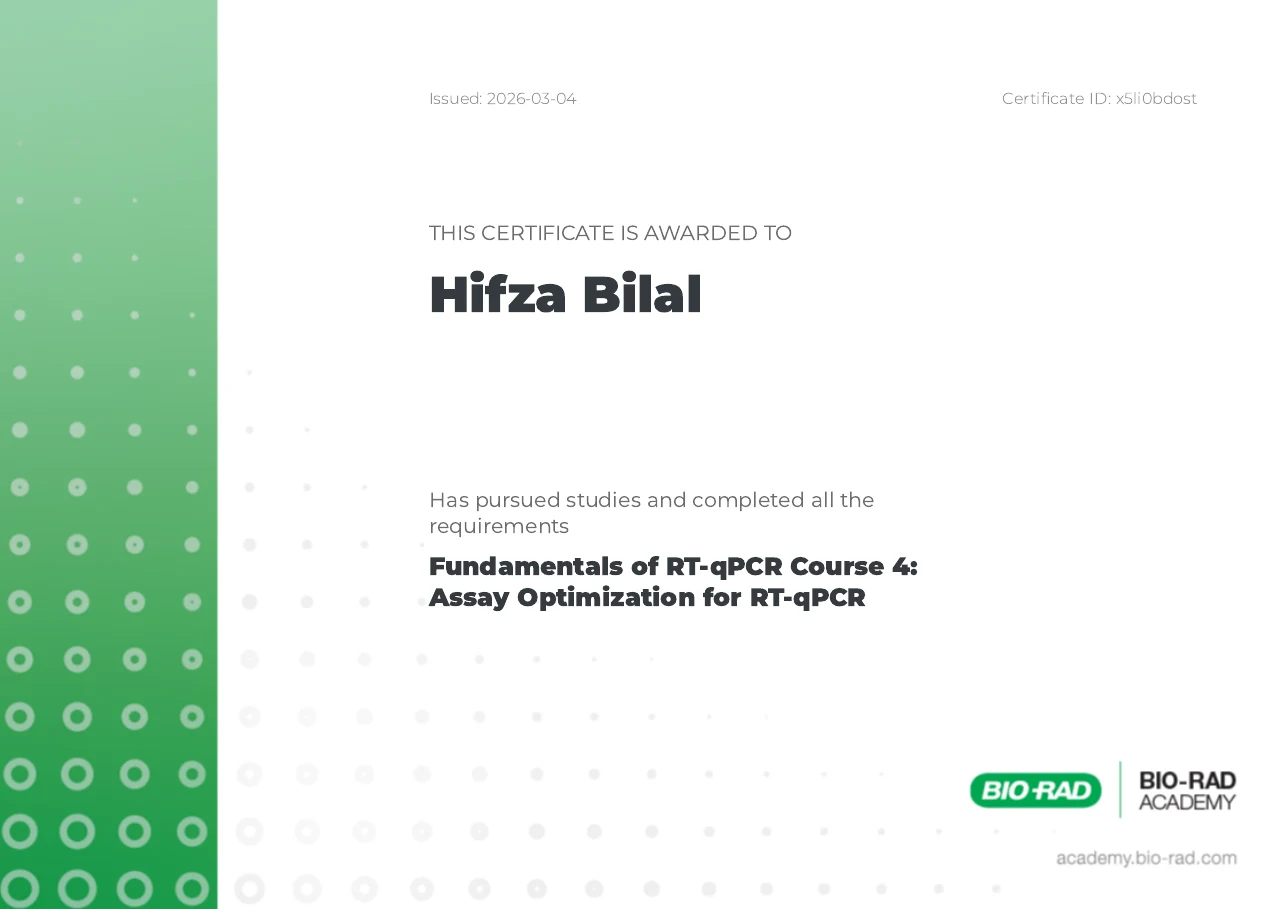 Issued: 2026-03-04
Certificate ID: x5li0bdost
THIS CERTIFICATE IS AWARDED TO
Hifza Bilal
Has pursued studies and completed all the
requirements
Fundamentals of RT-qPCR Course 4:
Assay Optimization for RT-qPCR
BIO-RAD
BIO-RAD
ACADEMY
academy.bio-rad.com